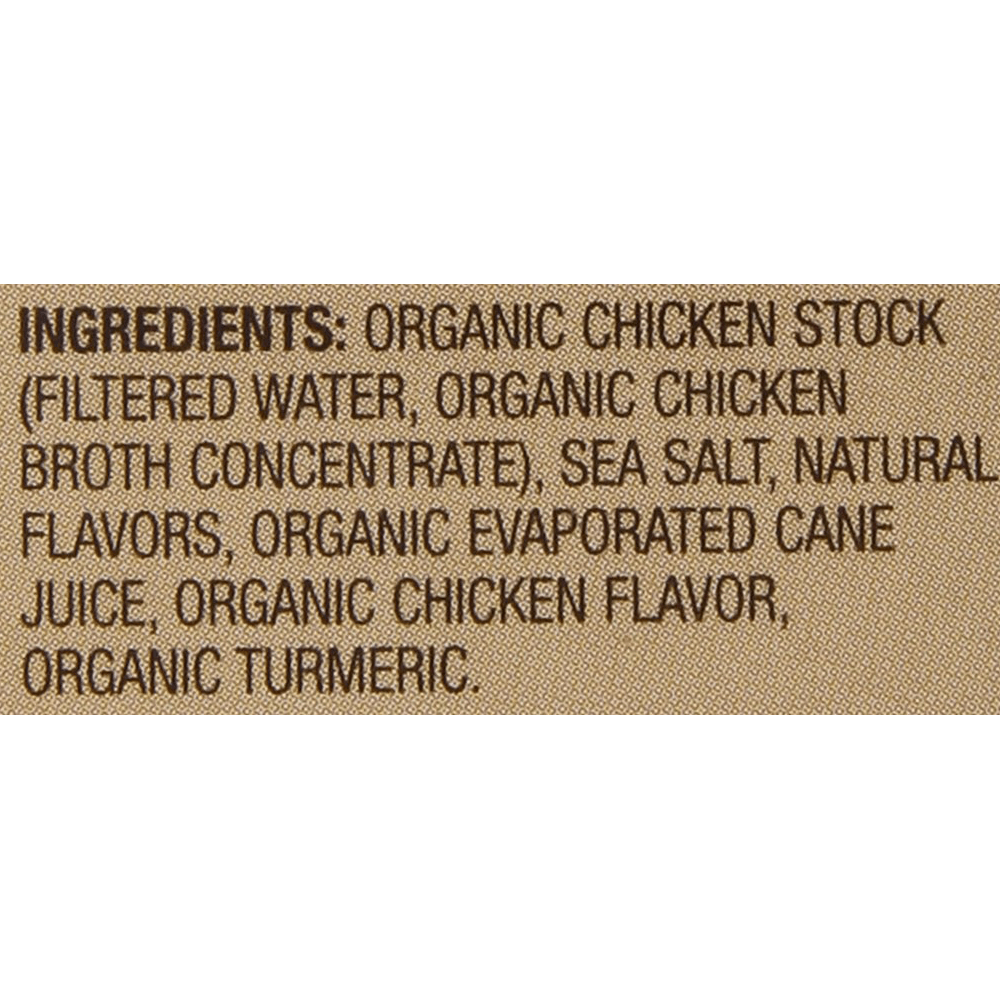 INGREDIENTS: ORGANIC CHICKEN STOCK
(FILTERED WATER, ORGANIC CHICKEN
BROTH CONCENTRATE), SEA SALT, NATURAL
FLAVORS, ORGANIC EVAPORATED CANE
JUICE, ORGANIC CHICKEN FLAVOR,
ORGANIC TURMERIC.